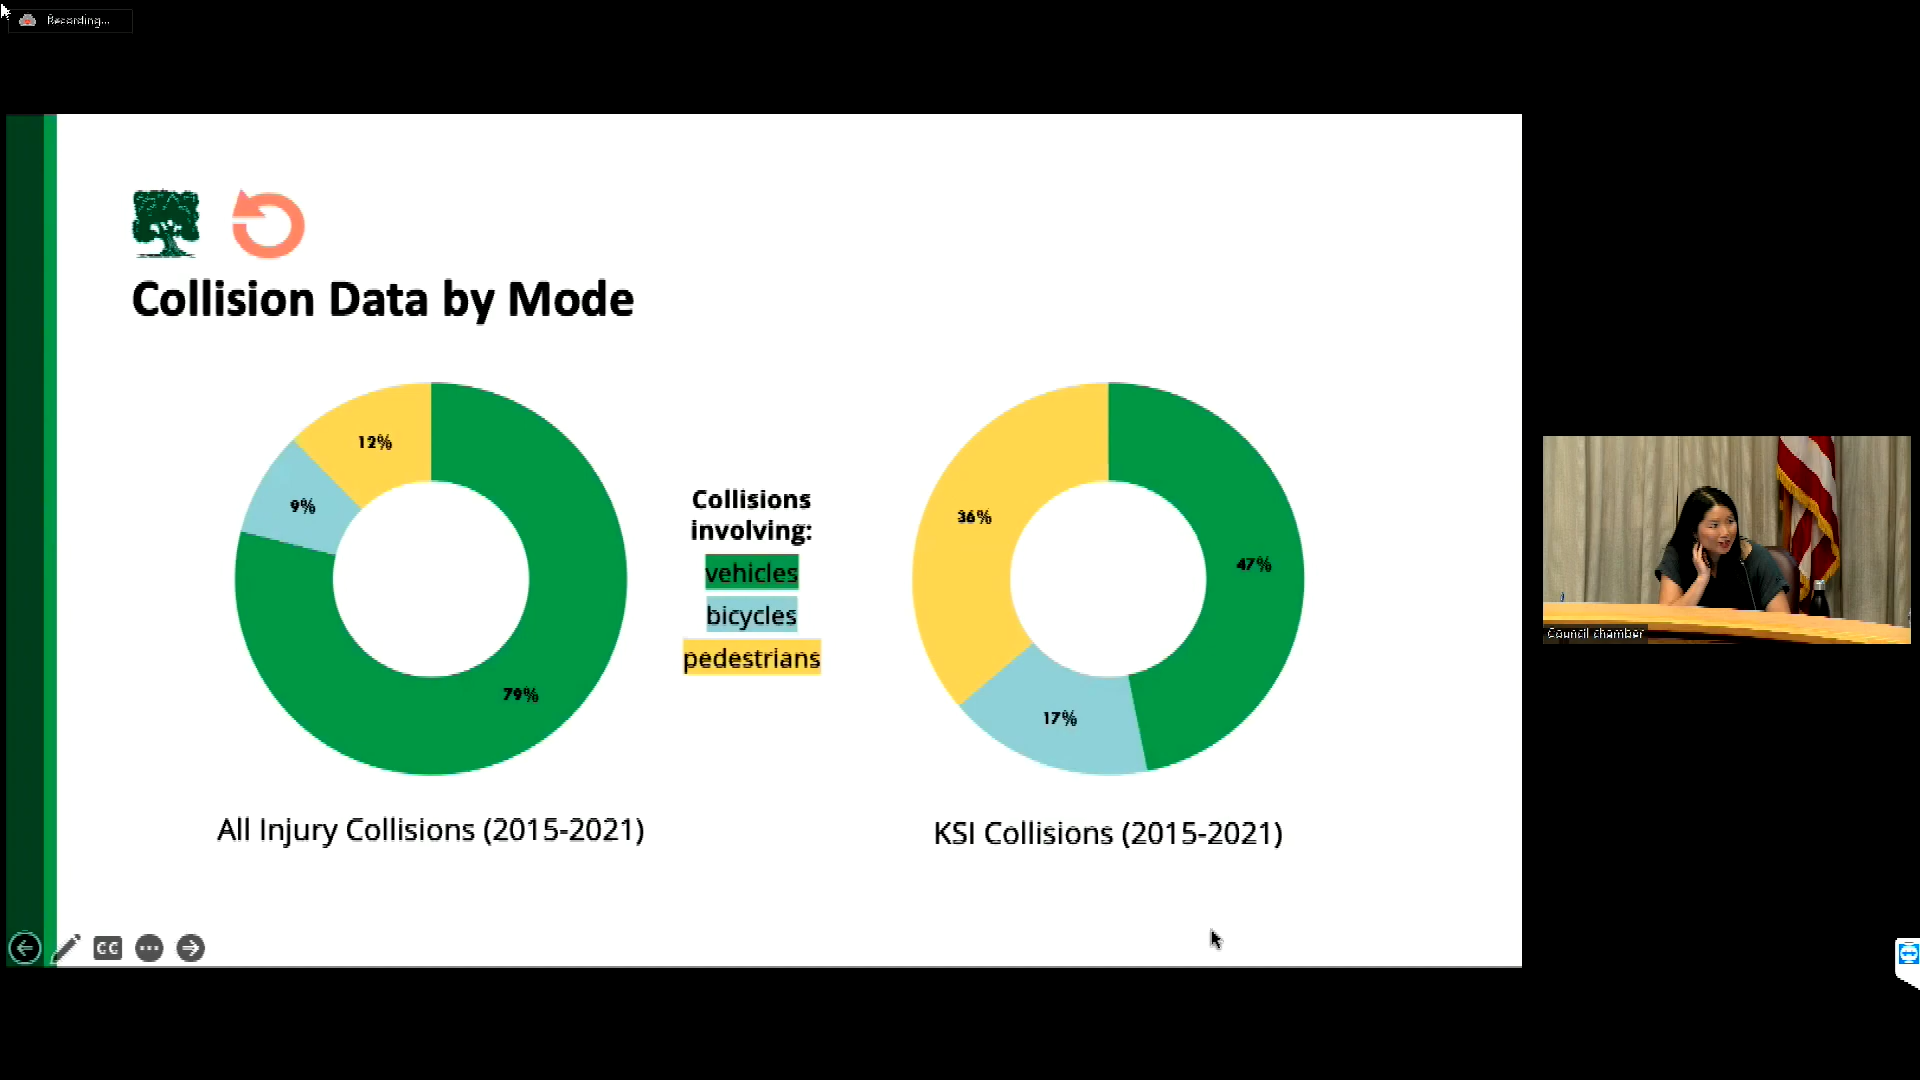 Recording...
Collision Data by Mode
12%
9%
79%
Collisions
involving:
vehicles
bicycles
pedestrians
36%
47%
17%
All Injury Collisions (2015-2021)
KSI Collisions (2015-2021)
CC
Council chamber